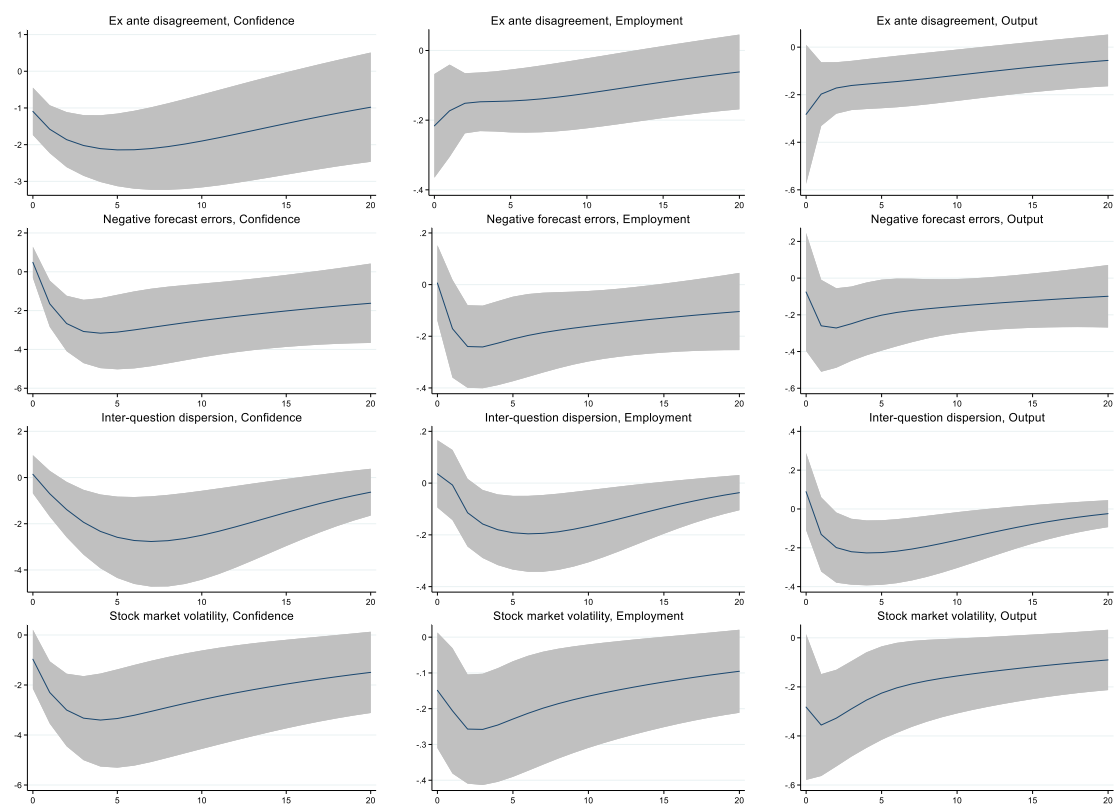 Ex ante disagreement, Confidence
1
0
-1
-2
-3
0 5 10 15 20
Ex ante disagreement, Employment
0
-.2
-.4
0 5 10 15 20
Ex ante disagreement, Output
0
-.2
-.4
-.6
0 5 10 15 20
Negative forecast errors, Confidence
2
0
-2
-4
-6
0 5 10 15 20
Negative forecast errors, Employment
.2
0
-.2
-.4
0 5 10 15 20
Negative forecast errors, Output
.2
0
-.2
-.4
-.6
0 5 10 15 20
Inter-question dispersion, Confidence
2
0
-2
-4
0 5 10 15 20
Inter-question dispersion, Employment
.2
0
-.2
-.4
0 5 10 15 20
Inter-question dispersion, Output
.4
.2
0
-.2
-.4
0 5 10 15 20
Stock market volatility, Confidence
0
-2
-4
-6
0 5 10 15 20
Stock market volatility, Employment
0
-.1
-.2
-.3
-.4
0 5 10 15 20
Stock market volatility, Output
0
-.2
-.4
-.6
0 5 10 15 20